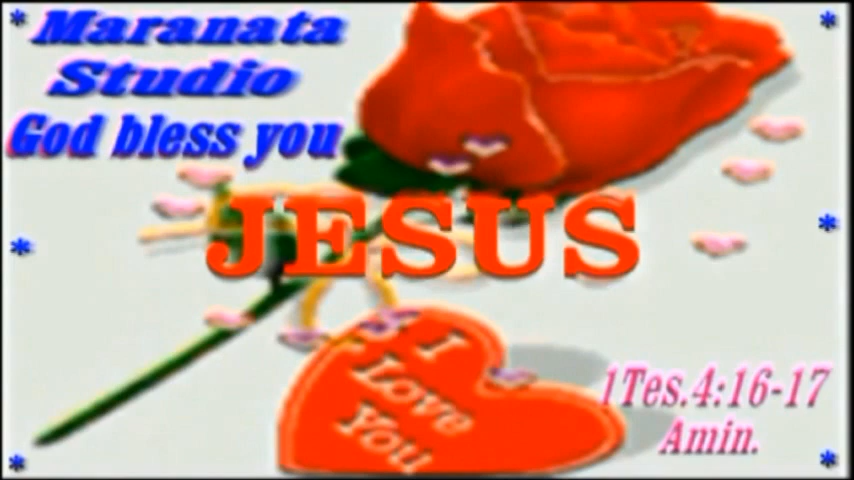 Maranata
Studio
God bless you
JESUS
I
Love
You
1Tes.4:16-17
Amin.